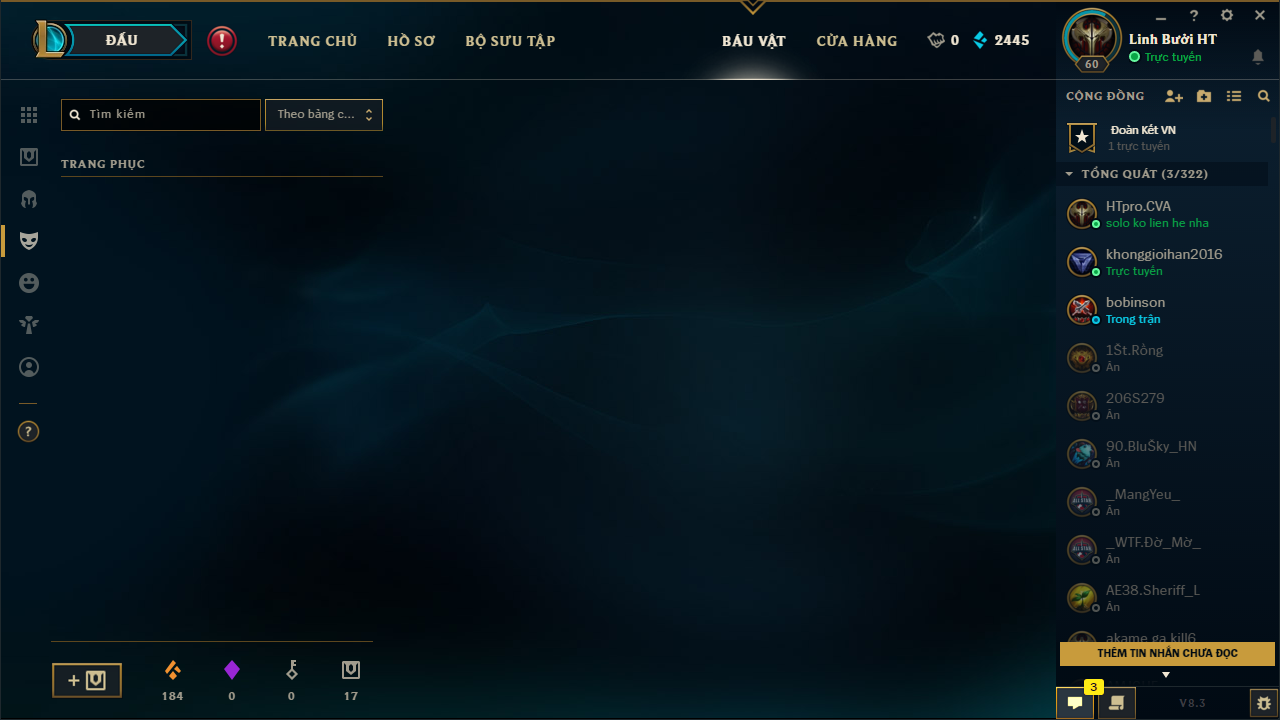 ĐẤU
TRANG CHỦ
HỒ SƠ
BỘ SƯU TẬP
BÁU VẬT
CỬA HÀNG
0
2445
60
Linh Bưởi HT
Trực tuyến
Tìm kiếm
Theo bảng c...
TRANG PHỤC
?
184
0
0
17
CỘNG ĐỒNG
Đoàn Kết VN
1 trực tuyến
TỔNG QUÁT (3/322)
HTpro.CVA
solo ko lien he nha
khonggioihan2016
Trực tuyến
bobinson
Trong trận
1Št.Rồng
Ẩn
206S279
Ẩn
90.BluŠky_HN
Ẩn
_MangYeu_
Ẩn
_WTF.Đờ_Mờ_
Ẩn
AE38.Sheriff_L
Ẩn
akame ga kill6
THÊM TIN NHẮN CHƯA ĐỌC
3
V8.3